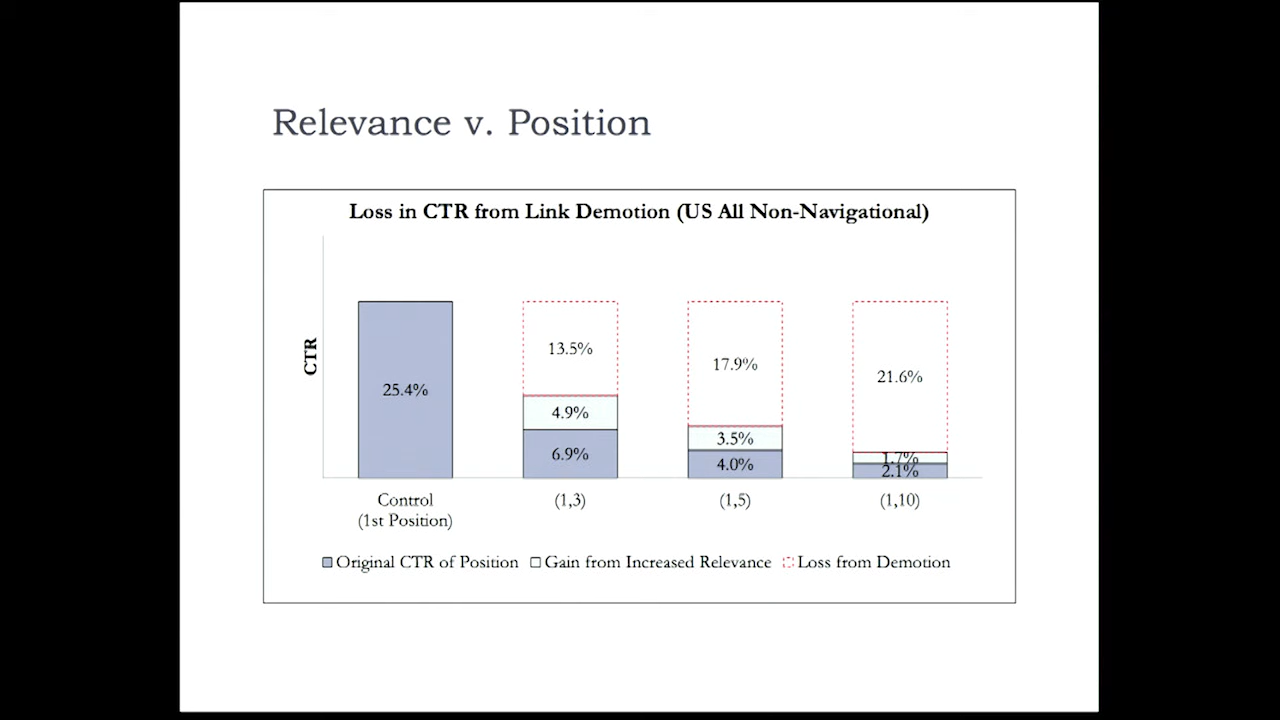 Relevance v. Position
Loss in CTR from Link Demotion (US All Non-Navigational)
CTR
25.4%
13.5%
4.9%
6.9%
17.9%
3.5%
4.0%
21.6%
1.7%
2.1%
Control
(1st Position)
(1,3)
(1,5)
(1,10)
Original CTR of Position
Gain from Increased Relevance
Loss from Demotion